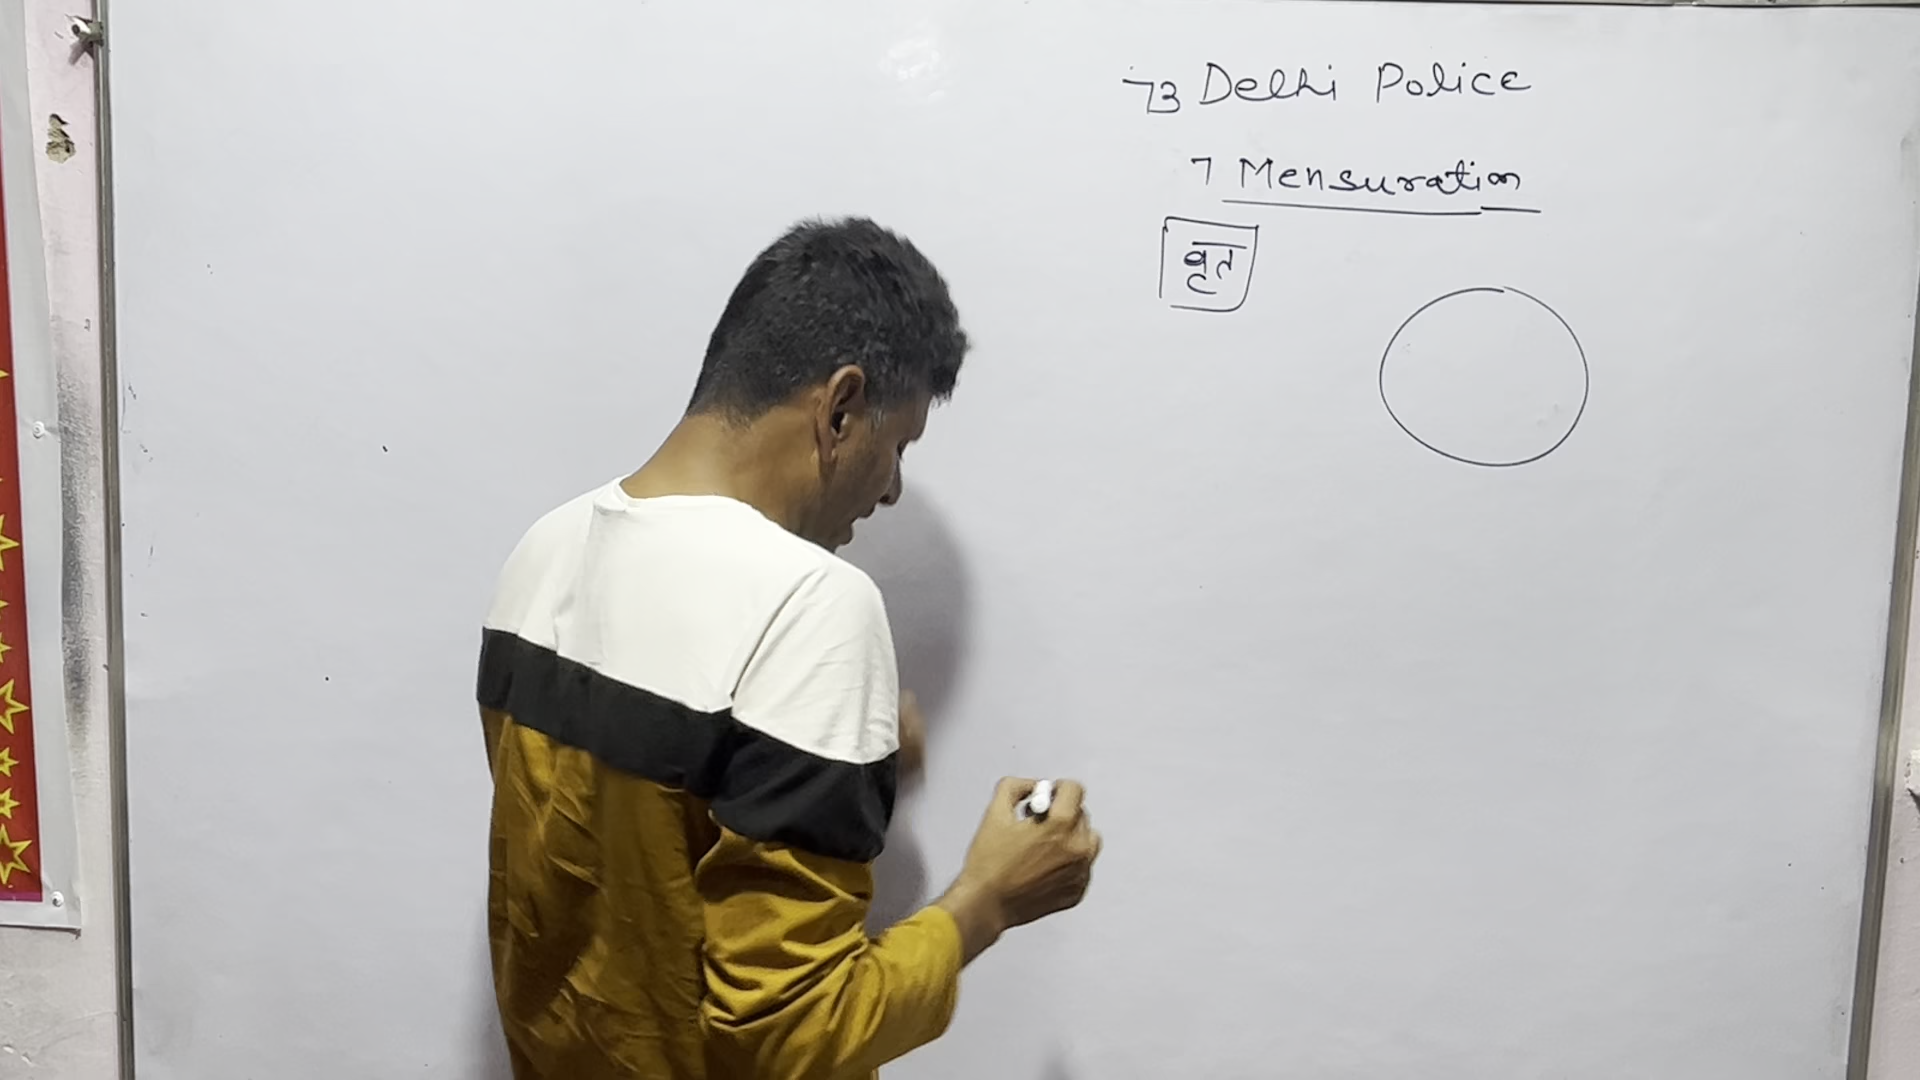 73 Delhi Police
7 Mensuration
वृत